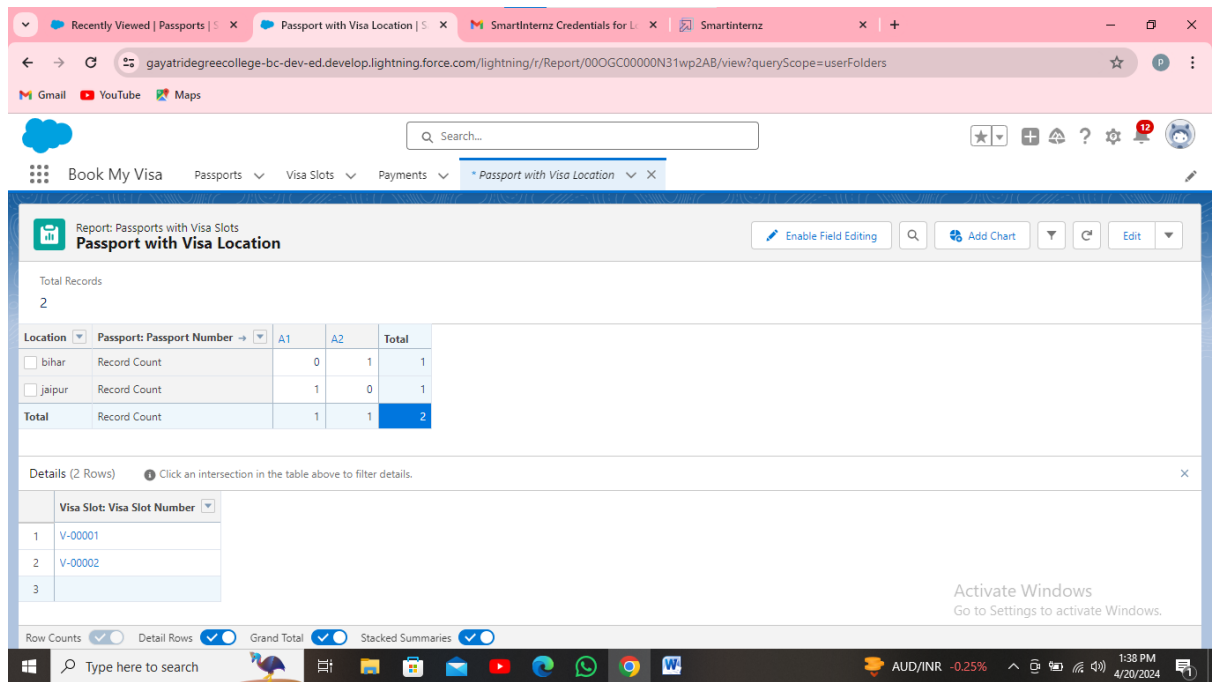 Recently Viewed | Passports | S
Passport with Visa Location | S
SmartInternz Credentials for Le
Smartinternz
gayatridegreecollege-bc-dev-ed.develop.lightning.force.com/lightning/r/Report/00OGC00000N31wp2AB/view?queryScope=userFolders
P
Gmail YouTube Maps
Search...
12
Book My Visa Passports Visa Slots Payments * Passport with Visa Location
Report: Passports with Visa Slots
Passport with Visa Location
Enable Field Editing Add Chart Edit
Total Records
2
Location Passport: Passport Number → A1 A2 Total
bihar Record Count 0 1 1
jaipur Record Count 1 0 1
Total Record Count 1 1 2
Details (2 Rows) Click an intersection in the table above to filter details.
Visa Slot: Visa Slot Number
1 V-00001
2 V-00002
3
Activate Windows
Go to Settings to activate Windows.
Row Counts Detail Rows Grand Total Stacked Summaries
Type here to search
AUD/INR -0.25%
1:38 PM
4/20/2024
1